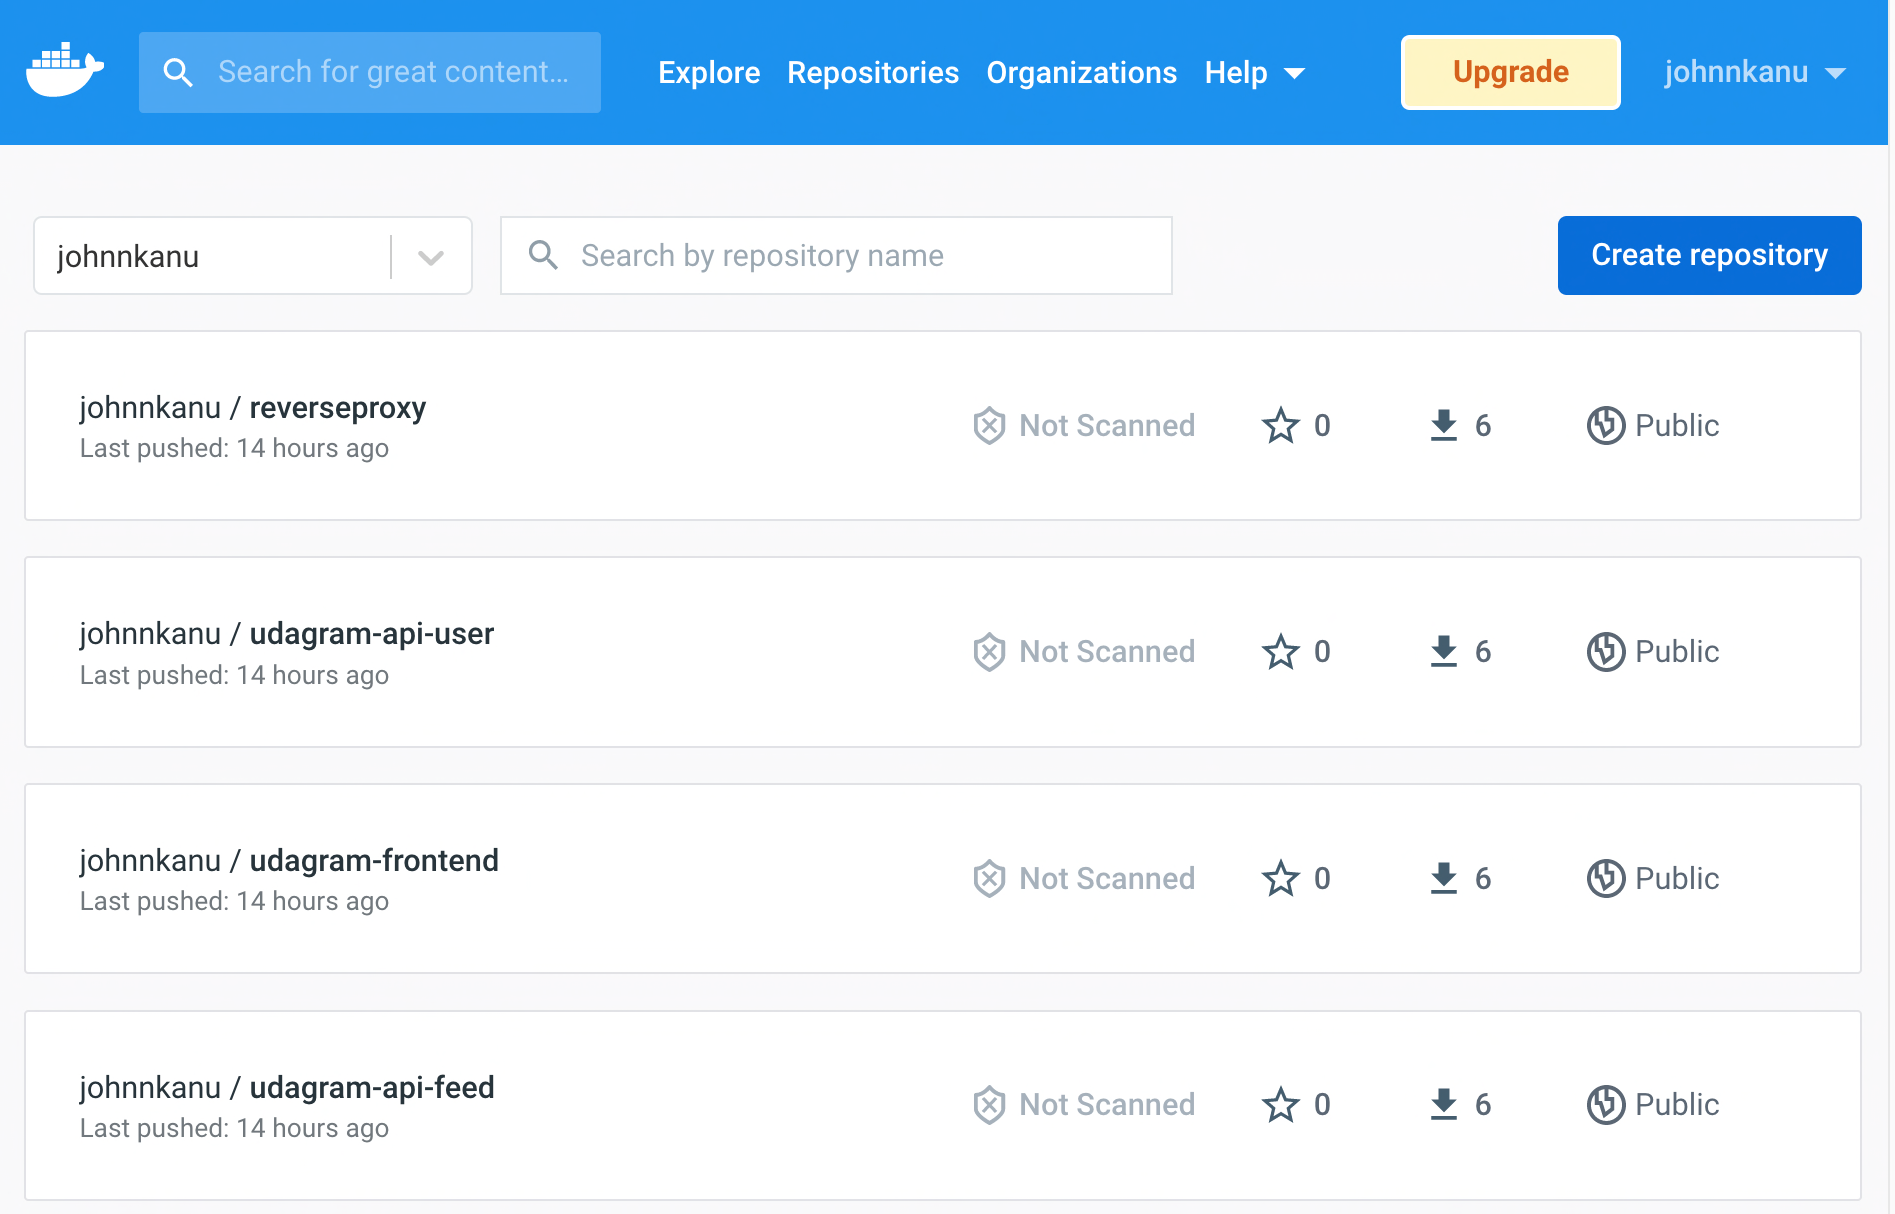 Search for great content...
Explore Repositories Organizations Help Upgrade johnnkanu
johnnkanu Search by repository name Create repository
johnnkanu / reverseproxy Not Scanned 0 6 Public
Last pushed: 14 hours ago
johnnkanu / udagram-api-user Not Scanned 0 6 Public
Last pushed: 14 hours ago
johnnkanu / udagram-frontend Not Scanned 0 6 Public
Last pushed: 14 hours ago
johnnkanu / udagram-api-feed Not Scanned 0 6 Public
Last pushed: 14 hours ago